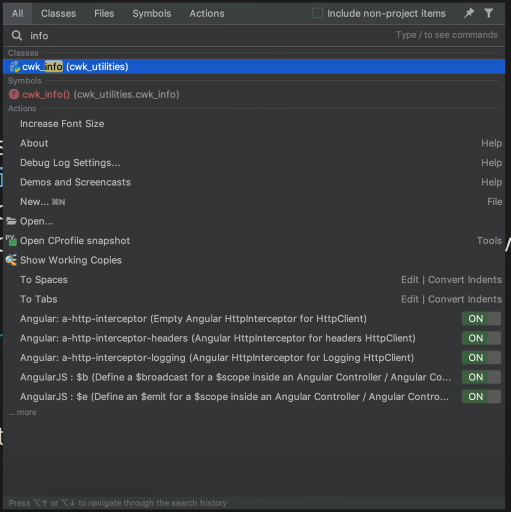 All Classes Files Symbols Actions Include non-project items
info Type / to see commands
Classes
cwk_info (cwk_utilities)
Symbols
f cwk_info() (cwk_utilities.cwk_info)
Actions
Increase Font Size
About Help
Debug Log Settings... Help
Demos and Screencasts Help
New... ⌘N File
Open...
Open CProfile snapshot Tools
Show Working Copies
To Spaces Edit | Convert Indents
To Tabs Edit | Convert Indents
Angular: a-http-interceptor (Empty Angular HttpInterceptor for HttpClient) ON
Angular: a-http-interceptor-headers (Angular HttpInterceptor for headers HttpClient) ON
Angular: a-http-interceptor-logging (Angular HttpInterceptor for Logging HttpClient) ON
AngularJS : $b (Define a $broadcast for a $scope inside an Angular Controller / Angular Co... ON
AngularJS : $e (Define an $emit for a $scope inside an Angular Controller / Angular Contro... ON
... more
Press ⌥↑ or ⌥↓ to navigate through the search history